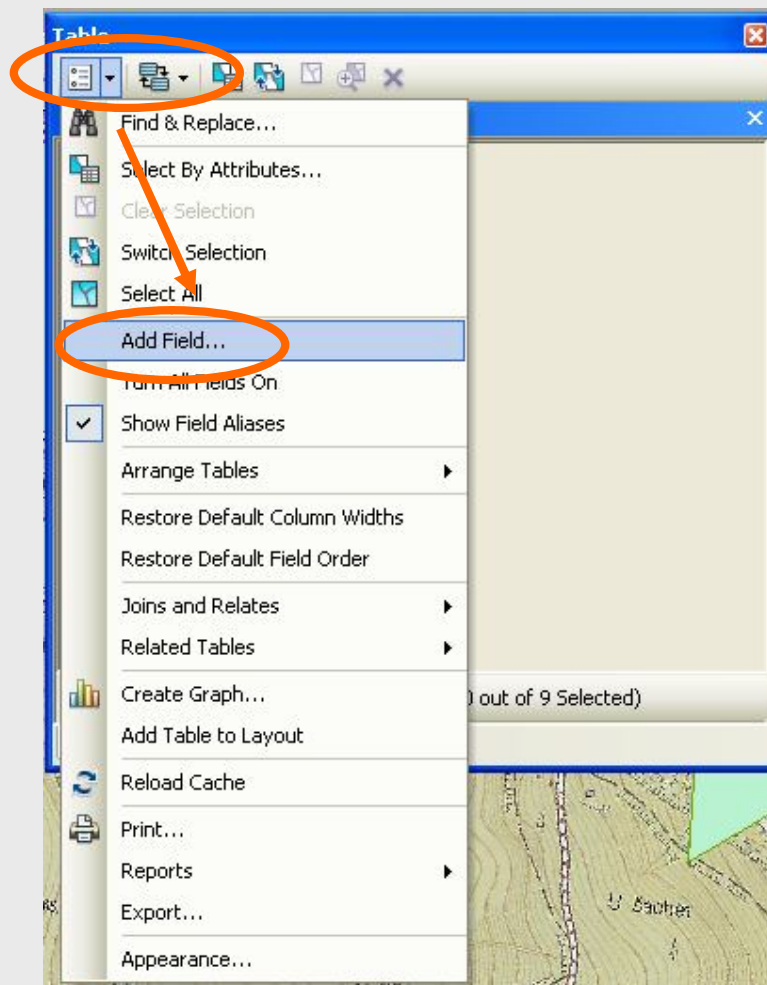 Table
Find & Replace...
Select By Attributes...
Clear Selection
Switch Selection
Select All
Add Field...
Turn All Fields On
Show Field Aliases
Arrange Tables
Restore Default Column Widths
Restore Default Field Order
Joins and Relates
Related Tables
Create Graph...
out of 9 Selected)
Add Table to Layout
Reload Cache
Print...
Reports
Export...
Appearance...